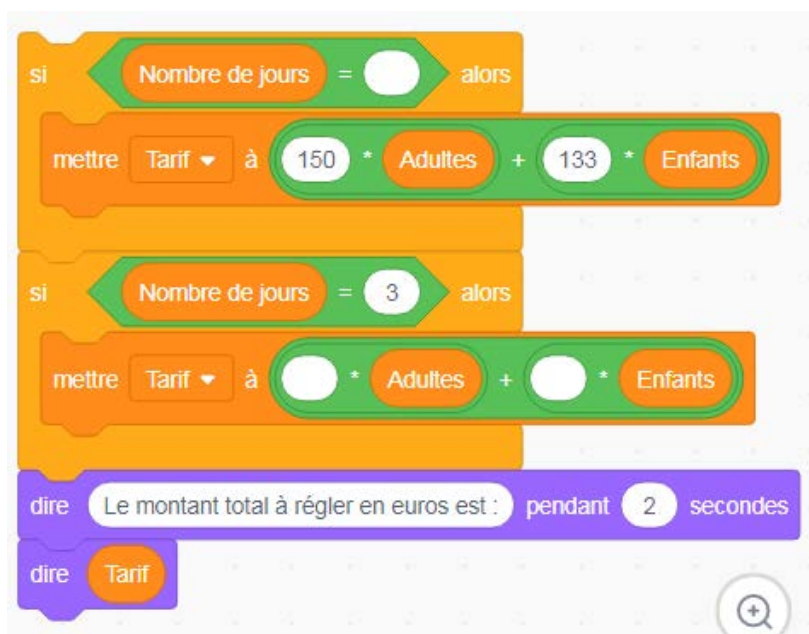 si Nombre de jours = alors
mettre Tarif à 150 * Adultes + 133 * Enfants
si Nombre de jours = 3 alors
mettre Tarif à * Adultes + * Enfants
dire Le montant total à régler en euros est : pendant 2 secondes
dire Tarif